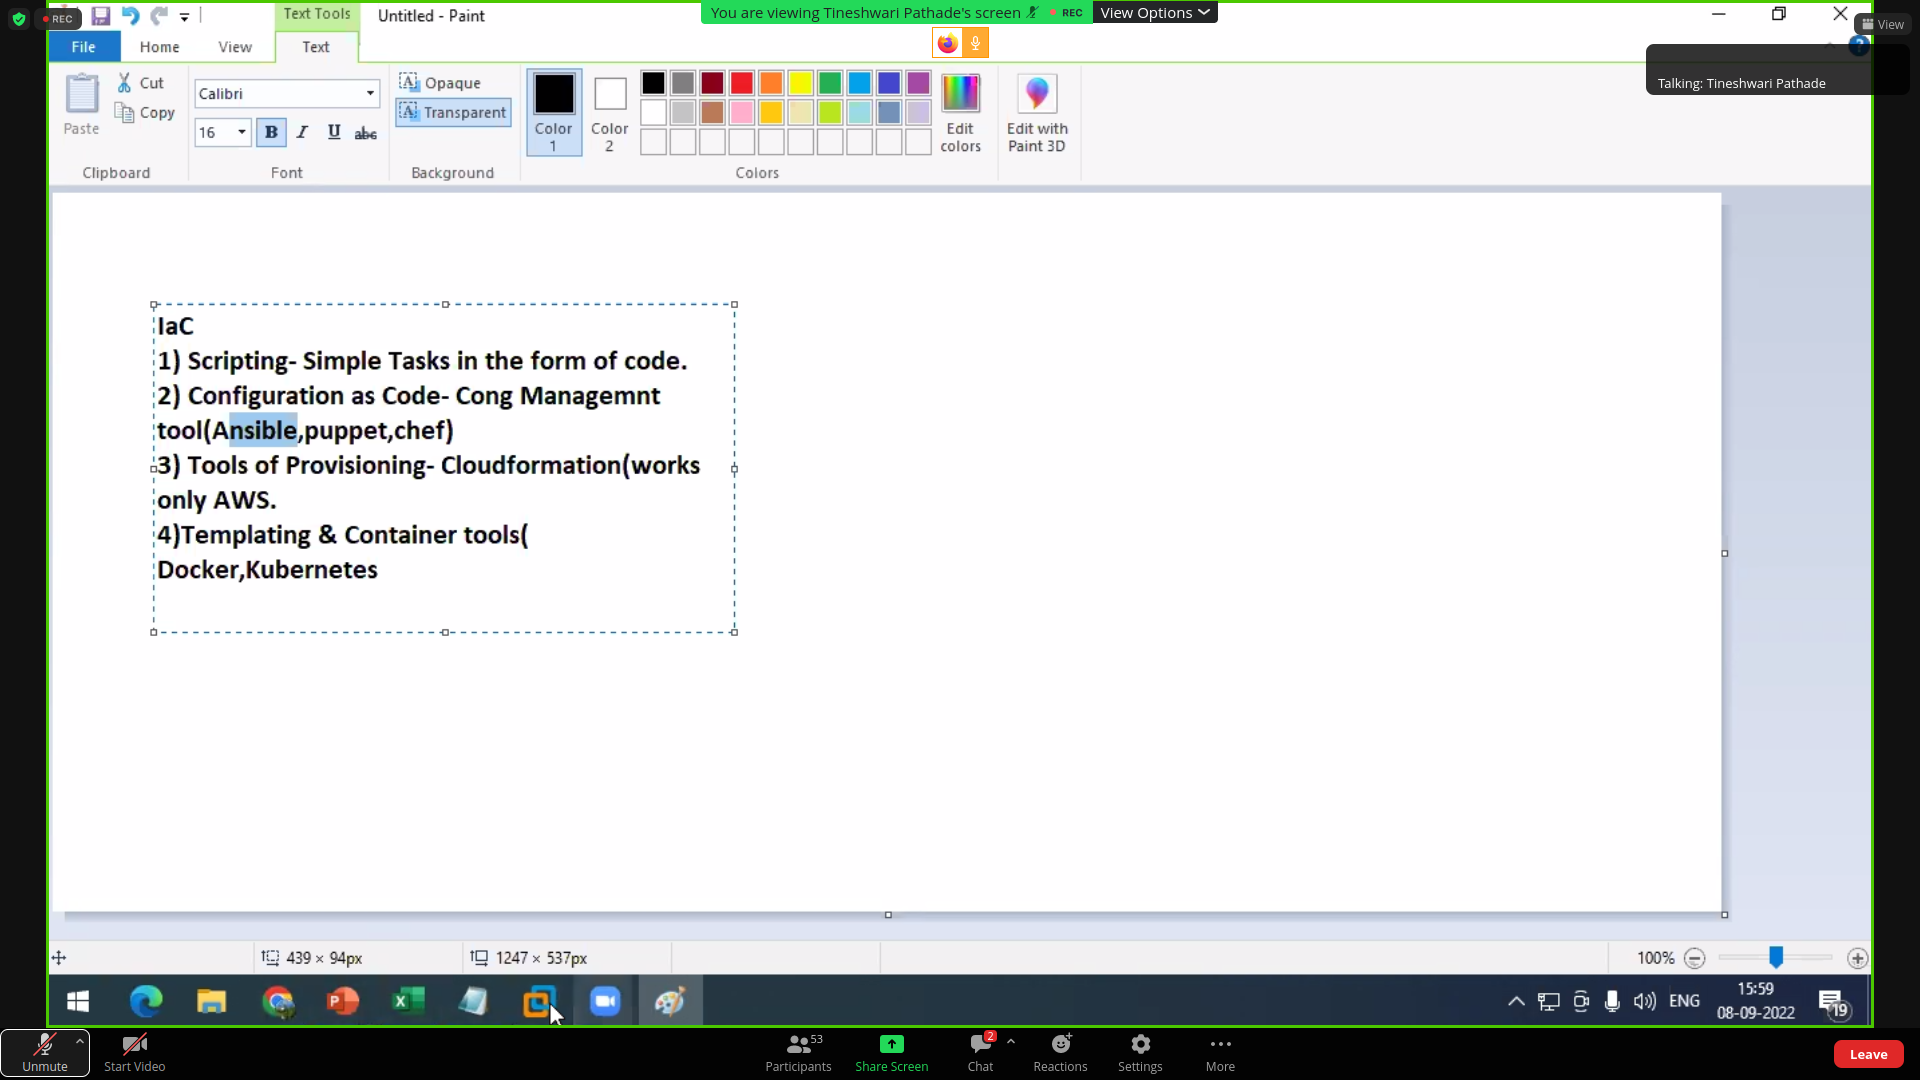 REC
Text Tools
Untitled - Paint
You are viewing Tineshwari Pathade's screen
REC
View Options
View
File
Home
View
Text
Talking: Tineshwari Pathade
Paste
Cut
Copy
Clipboard
Calibri
16
B
I
U
abc
Font
Opaque
Transparent
Background
Color 1
Color 2
Colors
Edit colors
Edit with Paint 3D
IaC
1) Scripting- Simple Tasks in the form of code.
2) Configuration as Code- Cong Managemnt
tool(Ansible,puppet,chef)
3) Tools of Provisioning- Cloudformation(works
only AWS.
4)Templating & Container tools(
Docker,Kubernetes
439 × 94px
1247 × 537px
100%
ENG
15:59
08-09-2022
19
Unmute
Start Video
Participants
53
Share Screen
Chat
2
Reactions
Settings
More
Leave